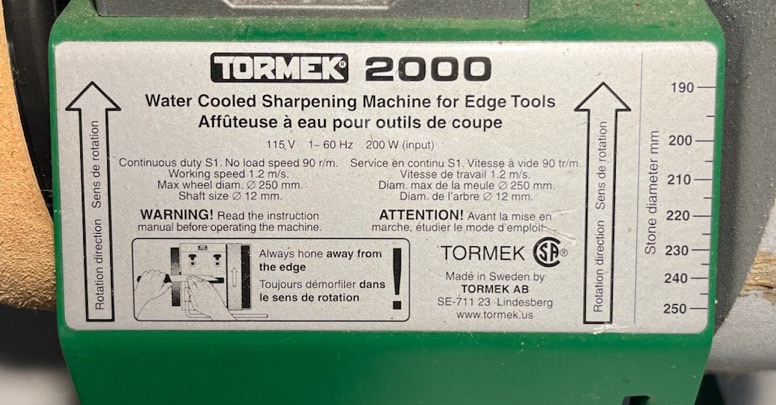 TORMEK® 2000
Water Cooled Sharpening Machine for Edge Tools
Affûteuse à eau pour outils de coupe
115 V 1~ 60 Hz 200 W (input)
Continuous duty S1. No load speed 90 r/m.
Working speed 1.2 m/s.
Max wheel diam. ∅ 250 mm.
Shaft size ∅ 12 mm.
Service en continu S1. Vitesse à vide 90 tr/m.
Vitesse de travail 1.2 m/s.
Diam. max de la meule ∅ 250 mm.
Diam. de l'arbre ∅ 12 mm.
WARNING! Read the instruction
manual before operating the machine.
ATTENTION! Avant la mise en
marche, étudier le mode d'emploi.
Always hone away from
the edge
Toujours démorfiler dans
le sens de rotation
!
TORMEK SA®
Made in Sweden by
TORMEK AB
SE-711 23 Lindesberg
www.tormek.us
Rotation direction Sens de rotation
Rotation direction Sens de rotation
Stone diameter mm
190
200
210
220
230
240
250